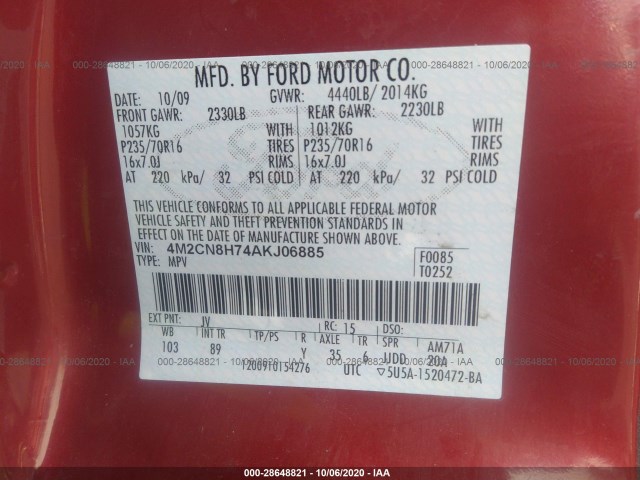 000-28648821 - 10/06/2020 - IAA
MFD. BY FORD MOTOR CO.
DATE: 10/09 GVWR: 4440LB/ 2014KG
FRONT GAWR: 2330LB REAR GAWR: 2230LB
1057KG WITH 1012KG WITH
P235/70R16 TIRES P235/70R16 TIRES
16x7.0J RIMS 16x7.0J RIMS
AT 220 kPa/ 32 PSI COLD AT 220 kPa/ 32 PSI COLD
THIS VEHICLE CONFORMS TO ALL APPLICABLE FEDERAL MOTOR
VEHICLE SAFETY AND THEFT PREVENTION STANDARDS IN
EFFECT ON THE DATE OF MANUFACTURE SHOWN ABOVE.
VIN: 4M2CN8H74AKJ06885 F0085
TYPE: MPV T0252
EXT PNT: JV RC: 15 DSO:
WB INT TR TP/PS R AXLE TR SPR AM71A
103 89 Y 35 6 UDD 20A
1200910154276 UTC ▽5U5A-1520472-BA
000-28648821 - 10/06/2020 - IAA